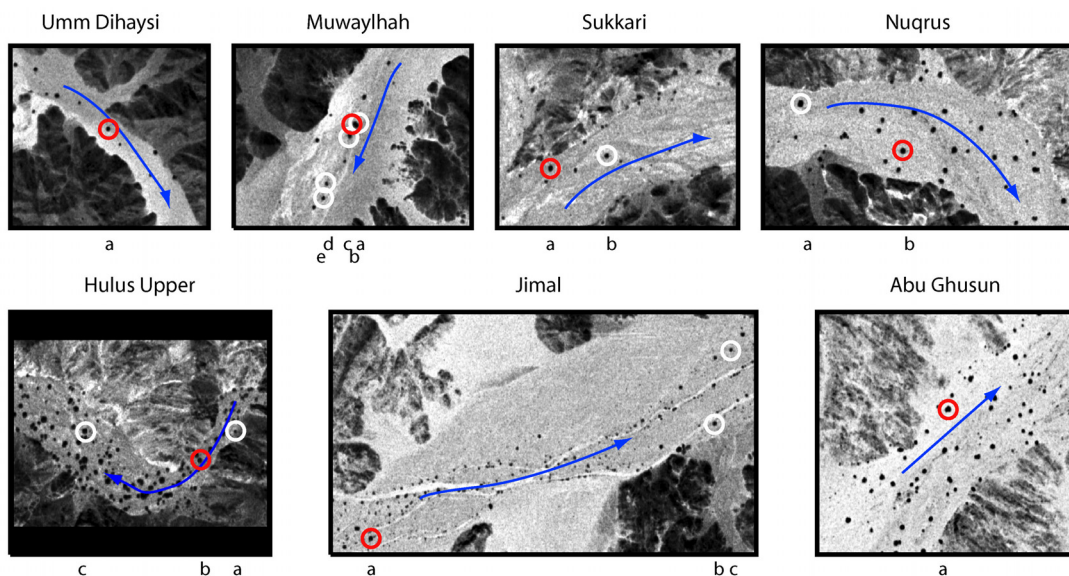 Umm Dihaysi
Muwaylhah
Sukkari
Nuqrus
a
d c a
e b
a b
a b
Hulus Upper
Jimal
Abu Ghusun
c b a
a b c
a